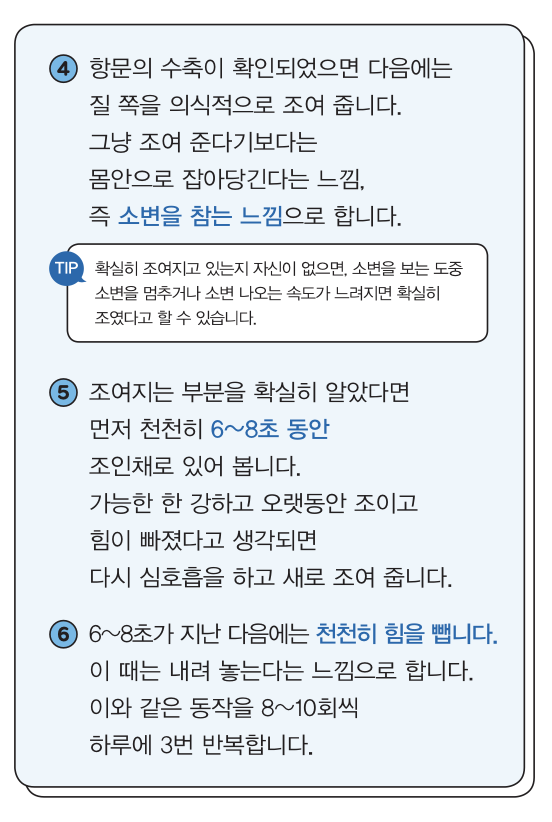 4 항문의 수축이 확인되었으면 다음에는
질 쪽을 의식적으로 조여 줍니다.
그냥 조여 준다기보다는
몸안으로 잡아당긴다는 느낌,
즉 소변을 참는 느낌으로 합니다.
TIP 확실히 조여지고 있는지 자신이 없으면, 소변을 보는 도중
소변을 멈추거나 소변 나오는 속도가 느려지면 확실히
조였다고 할 수 있습니다.
5 조여지는 부분을 확실히 알았다면
먼저 천천히 6~8초 동안
조인채로 있어 봅니다.
가능한 한 강하고 오랫동안 조이고
힘이 빠졌다고 생각되면
다시 심호흡을 하고 새로 조여 줍니다.
6 6~8초가 지난 다음에는 천천히 힘을 뺍니다.
이 때는 내려 놓는다는 느낌으로 합니다.
이와 같은 동작을 8~10회씩
하루에 3번 반복합니다.